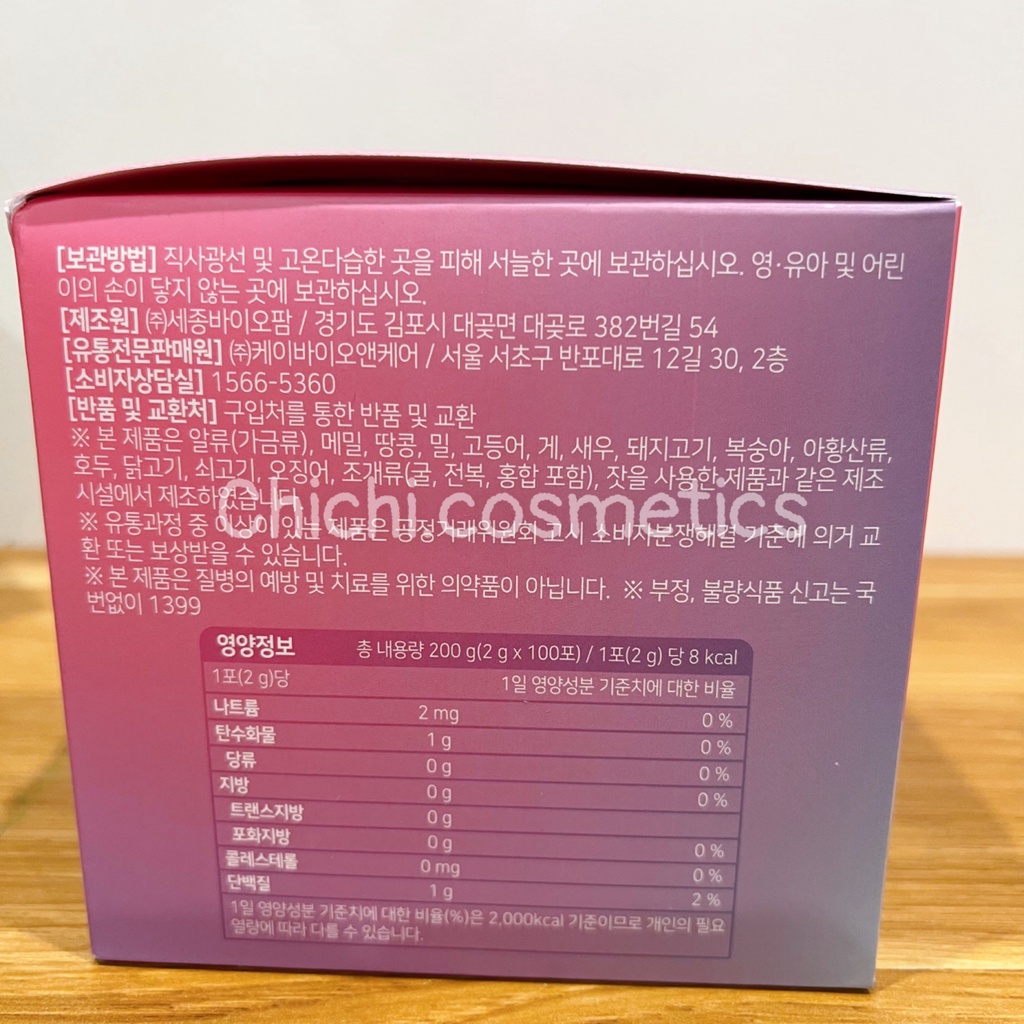 [보관방법] 직사광선 및 고온다습한 곳을 피해 서늘한 곳에 보관하십시오. 영·유아 및 어린
이의 손이 닿지 않는 곳에 보관하십시오.
[제조원] ㈜세종바이오팜 / 경기도 김포시 대곶면 대곶로 382번길 54
[유통전문판매원] ㈜케이바이오앤케어 / 서울 서초구 반포대로 12길 30, 2층
[소비자상담실] 1566-5360
[반품 및 교환처] 구입처를 통한 반품 및 교환
※ 본 제품은 알류(가금류), 메밀, 땅콩, 밀, 고등어, 게, 새우, 돼지고기, 복숭아, 아황산류,
호두, 닭고기, 쇠고기, 오징어, 조개류(굴, 전복, 홍합 포함), 잣을 사용한 제품과 같은 제조
시설에서 제조하였습니다.
Chichi cosmetics
※ 유통과정 중 이상이 있는 제품은 공정거래위원회 고시 소비자분쟁해결 기준에 의거 교
환 또는 보상받을 수 있습니다.
※ 본 제품은 질병의 예방 및 치료를 위한 의약품이 아닙니다. ※ 부정, 불량식품 신고는 국
번없이 1399
영양정보 총 내용량 200 g(2 g x 100포) / 1포(2 g) 당 8 kcal
1포(2 g)당 1일 영양성분 기준치에 대한 비율
나트륨 2 mg 0 %
탄수화물 1 g 0 %
당류 0 g 0 %
지방 0 g 0 %
트랜스지방 0 g
포화지방 0 g 0 %
콜레스테롤 0 mg 0 %
단백질 1 g 2 %
1일 영양성분 기준치에 대한 비율(%)은 2,000kcal 기준이므로 개인의 필요
열량에 따라 다를 수 있습니다.